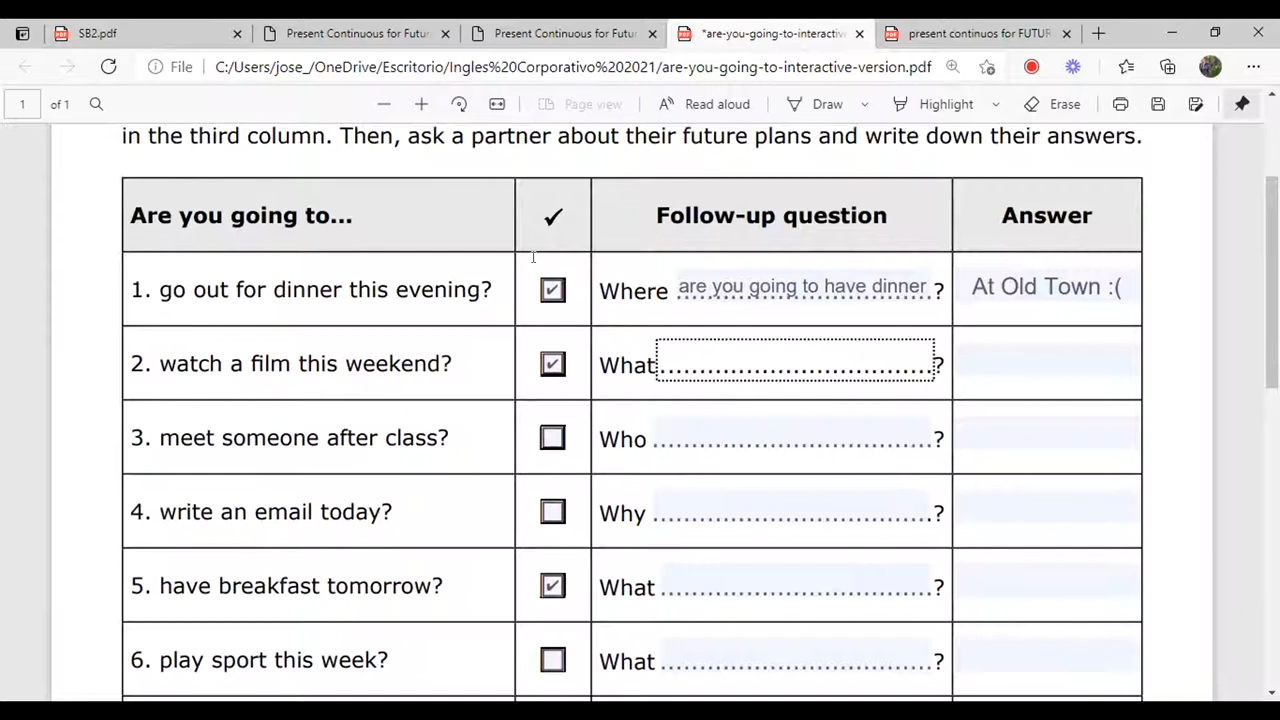 SB2.pdf
Present Continuous for Futur
Present Continuous for Futur
*are-you-going-to-interactive
present continuos for FUTUR
File
C:/Users/jose_/OneDrive/Escritorio/Ingles%20Corporativo%202021/are-you-going-to-interactive-version.pdf
1 of 1
Page view
Read aloud
Draw
Highlight
Erase
in the third column. Then, ask a partner about their future plans and write down their answers.
Are you going to... ✓ Follow-up question Answer
1. go out for dinner this evening? Where are you going to have dinner ? At Old Town :(
2. watch a film this weekend? What ................................. ?
3. meet someone after class? Who ................................. ?
4. write an email today? Why ................................. ?
5. have breakfast tomorrow? What ................................. ?
6. play sport this week? What ................................. ?